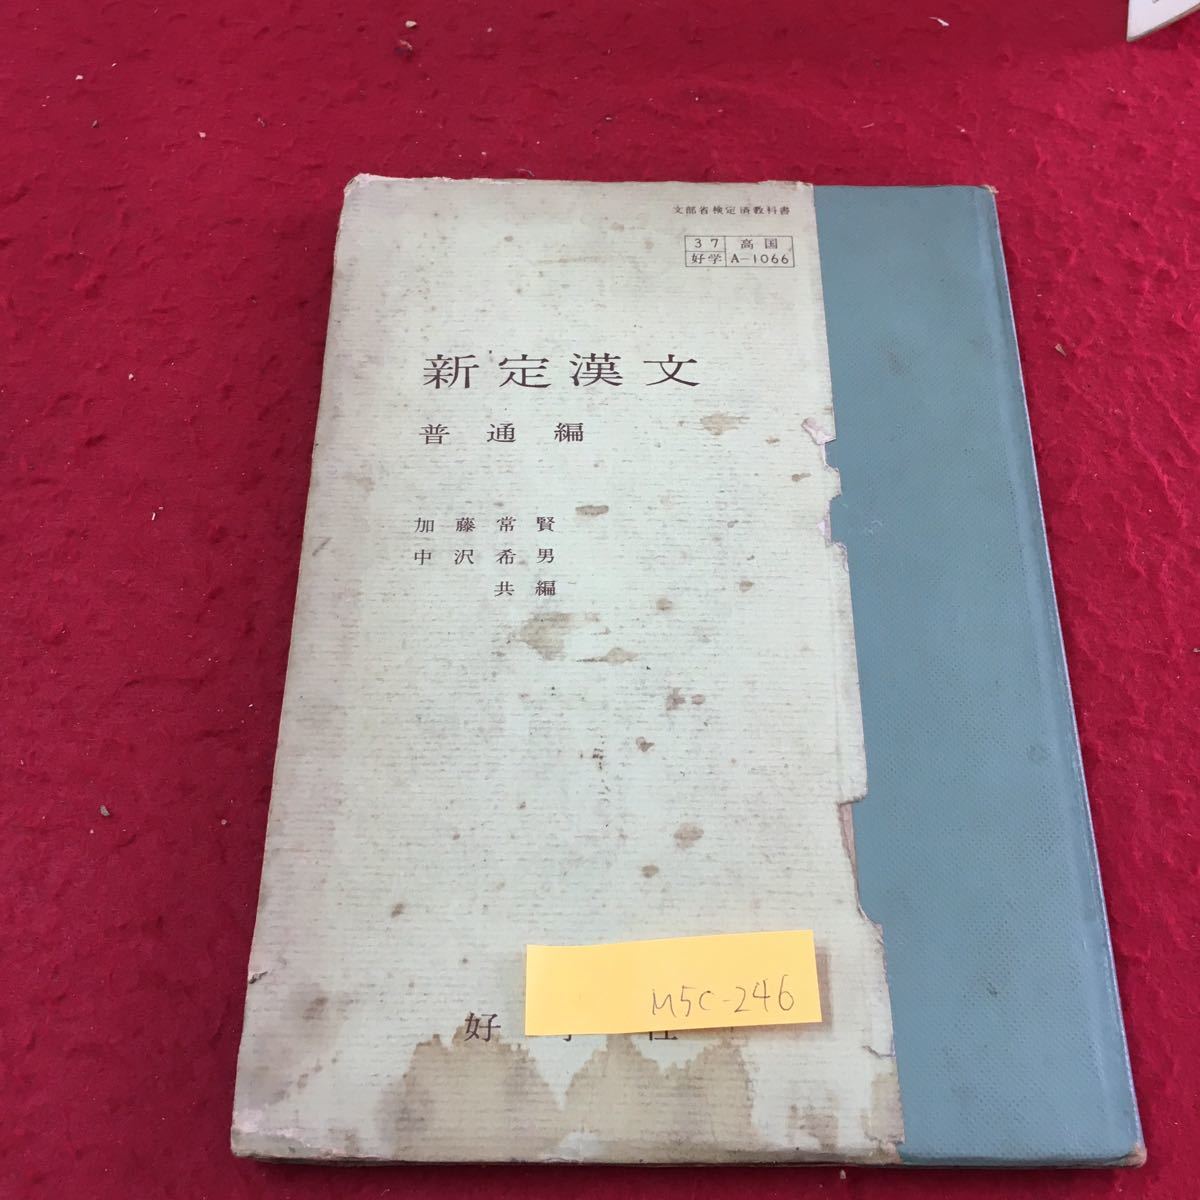 文部省検定済教科書
37 高国
好学 A-1066
新定漢文
普通編
加藤常賢
中沢希男
共編
M5C-246
好